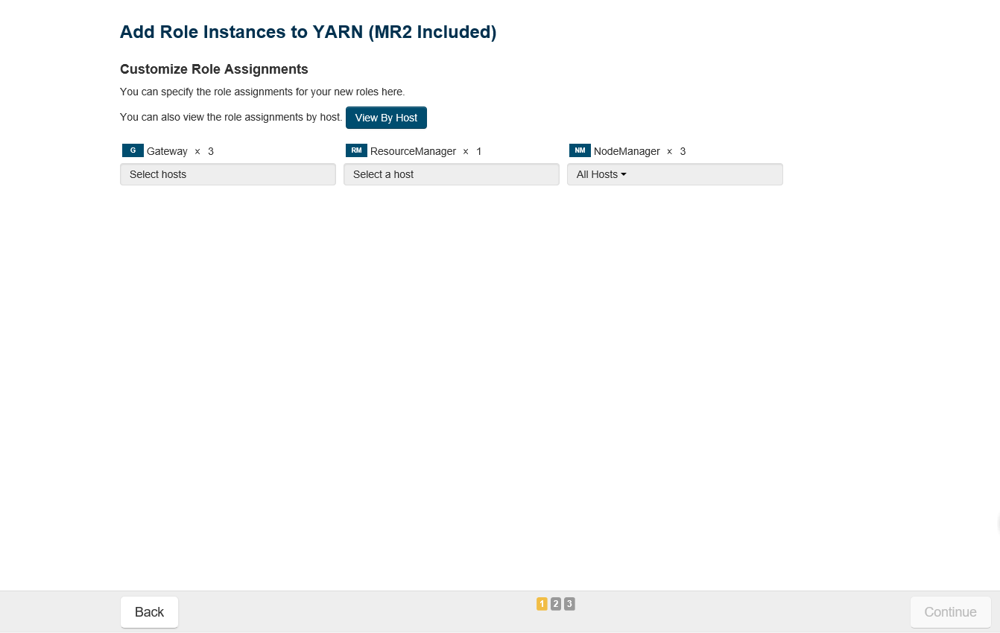 Add Role Instances to YARN (MR2 Included)
Customize Role Assignments
You can specify the role assignments for your new roles here.
You can also view the role assignments by host. View By Host
G Gateway × 3
RM ResourceManager × 1
NM NodeManager × 3
Select hosts
Select a host
All Hosts
Back
1 2 3
Continue